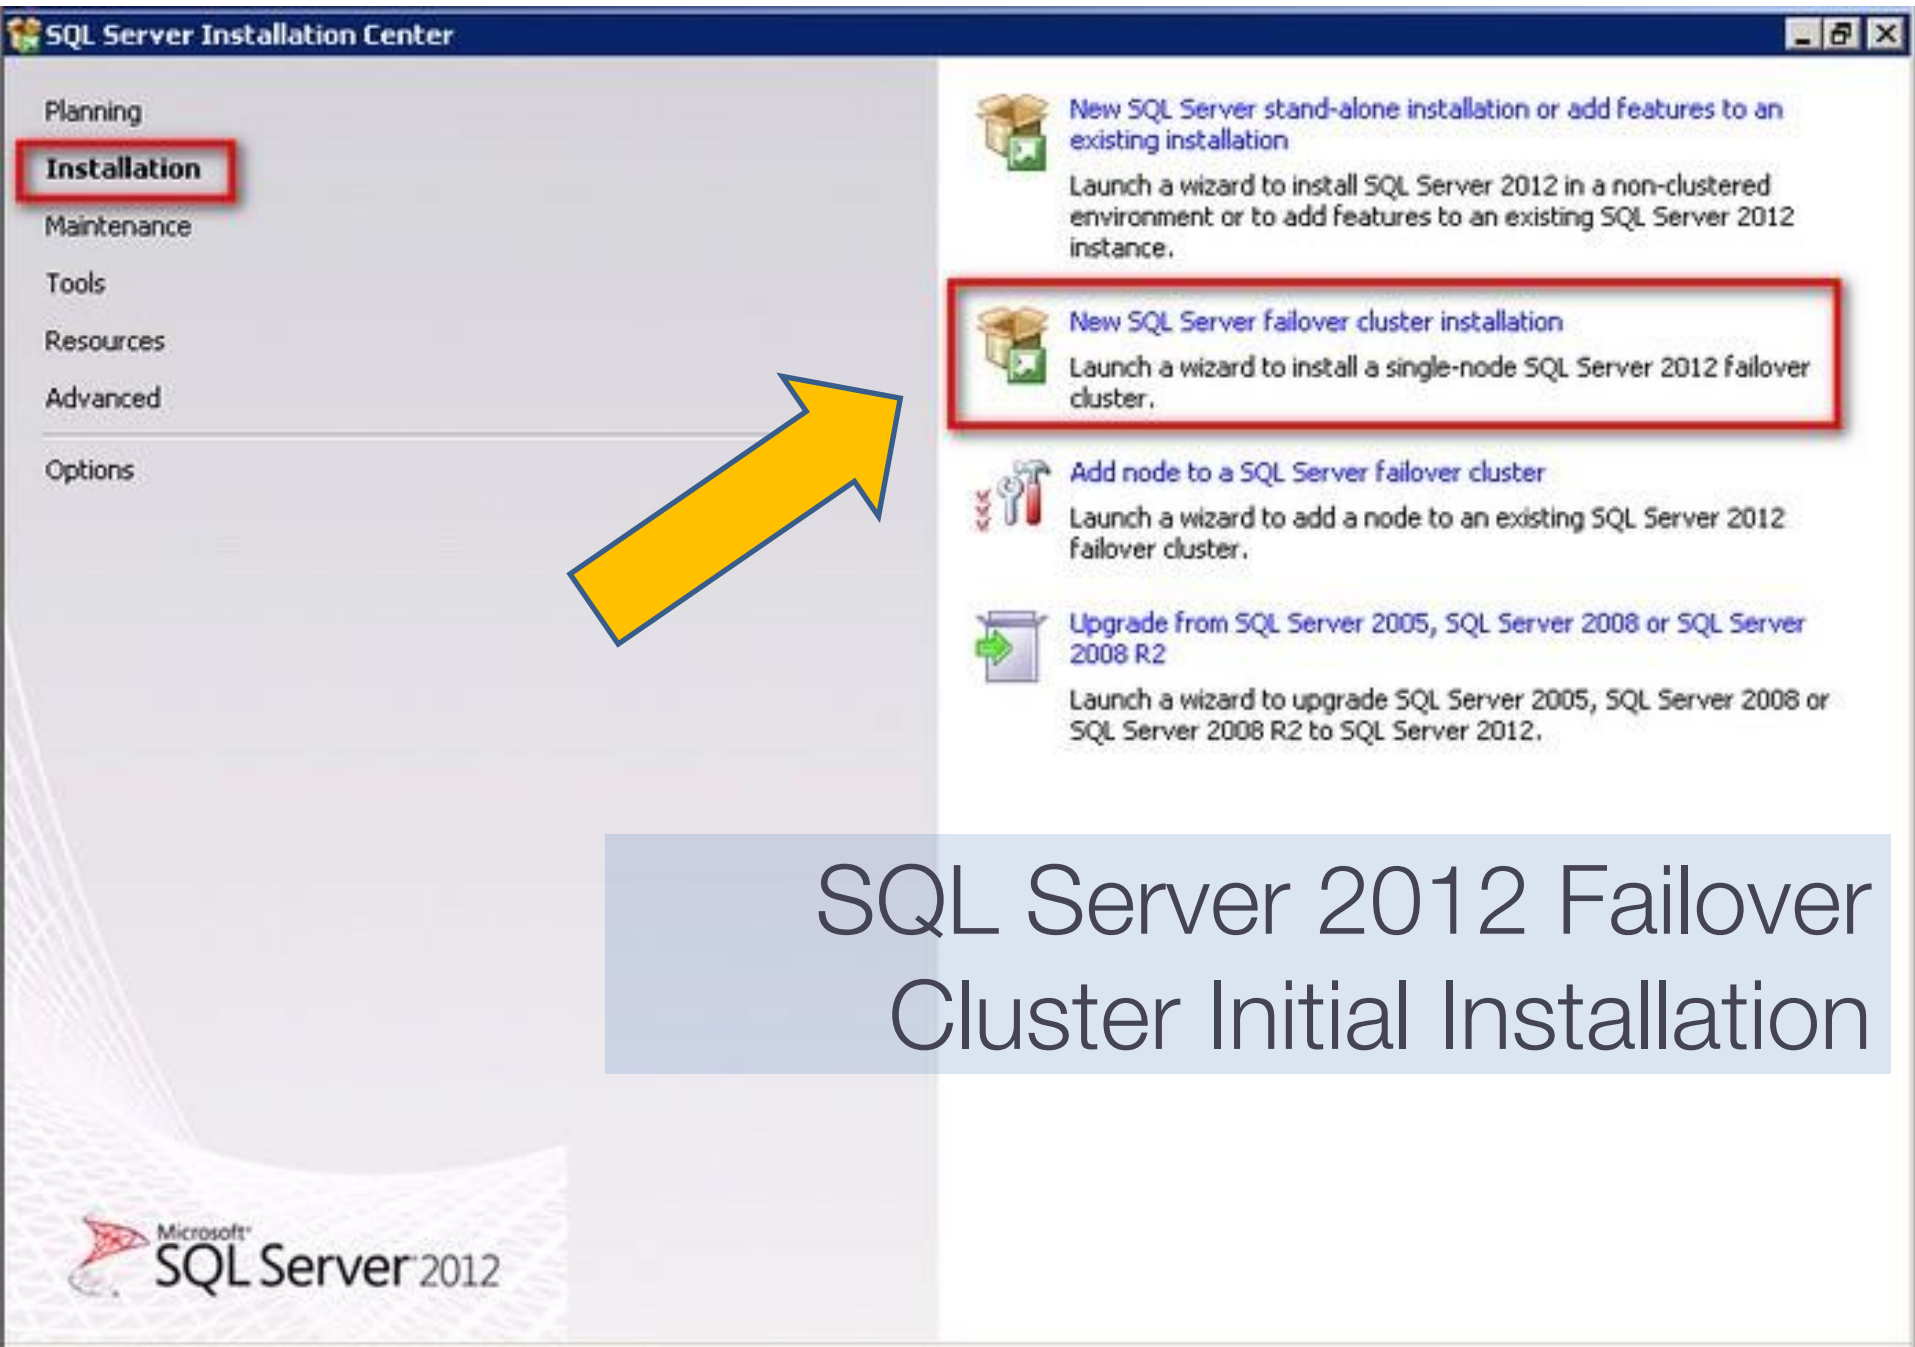 SQL Server Installation Center
Planning
Installation
Maintenance
Tools
Resources
Advanced
Options
New SQL Server stand-alone installation or add features to an
existing installation
Launch a wizard to install SQL Server 2012 in a non-clustered
environment or to add features to an existing SQL Server 2012
instance.
New SQL Server failover cluster installation
Launch a wizard to install a single-node SQL Server 2012 failover
cluster.
Add node to a SQL Server failover cluster
Launch a wizard to add a node to an existing SQL Server 2012
failover cluster.
Upgrade from SQL Server 2005, SQL Server 2008 or SQL Server
2008 R2
Launch a wizard to upgrade SQL Server 2005, SQL Server 2008 or
SQL Server 2008 R2 to SQL Server 2012.
SQL Server 2012 Failover
Cluster Initial Installation
Microsoft
SQL Server 2012